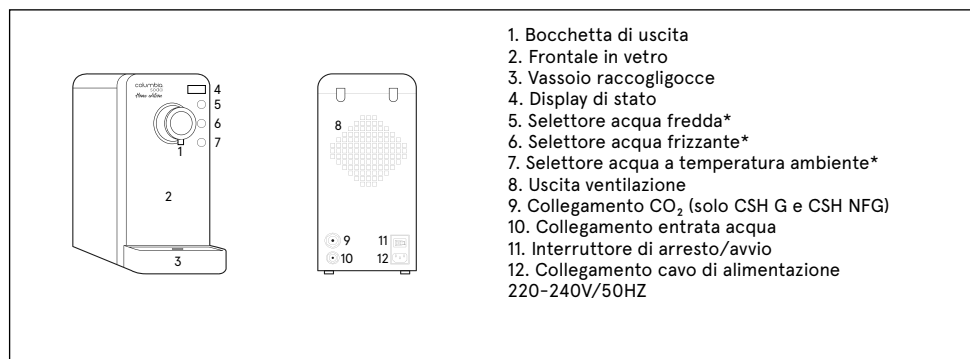 columbia
soda
Home edition
4
5
6
7
1
2
3
8
9
10
11
12
1. Bocchetta di uscita
2. Frontale in vetro
3. Vassoio raccogligocce
4. Display di stato
5. Selettore acqua fredda*
6. Selettore acqua frizzante*
7. Selettore acqua a temperatura ambiente*
8. Uscita ventilazione
9. Collegamento CO₂ (solo CSH G e CSH NFG)
10. Collegamento entrata acqua
11. Interruttore di arresto/avvio
12. Collegamento cavo di alimentazione
220-240V/50HZ